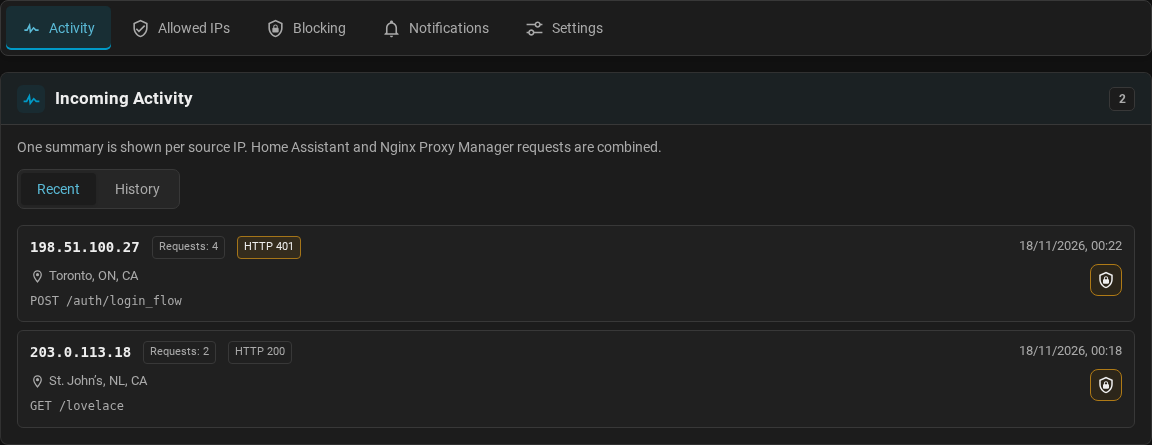 Activity Allowed IPs Blocking Notifications Settings
Incoming Activity 2
One summary is shown per source IP. Home Assistant and Nginx Proxy Manager requests are combined.
Recent History
198.51.100.27 Requests: 4 HTTP 401 18/11/2026, 00:22
Toronto, ON, CA
POST /auth/login_flow
203.0.113.18 Requests: 2 HTTP 200 18/11/2026, 00:18
St. John's, NL, CA
GET /lovelace